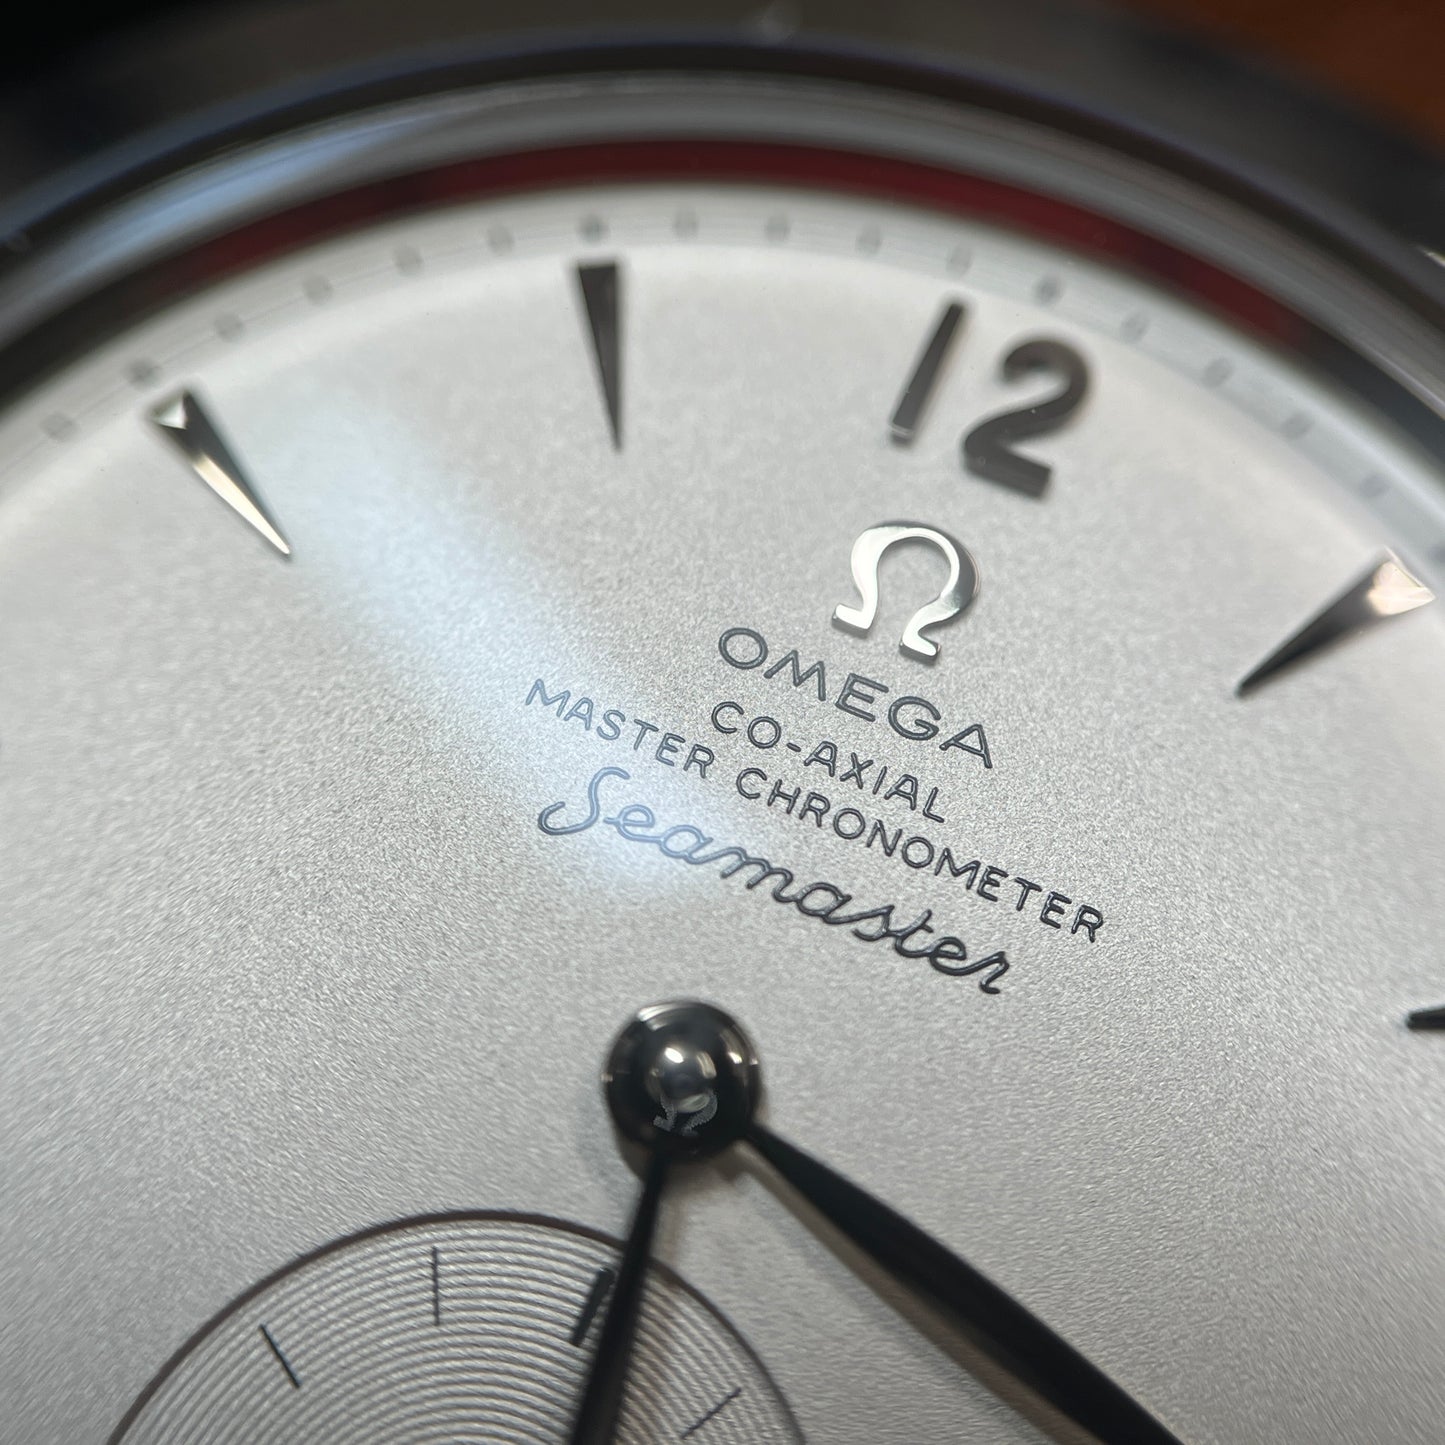 12
Ω
OMEGA
CO-AXIAL
MASTER CHRONOMETER
Seamaster
Ω